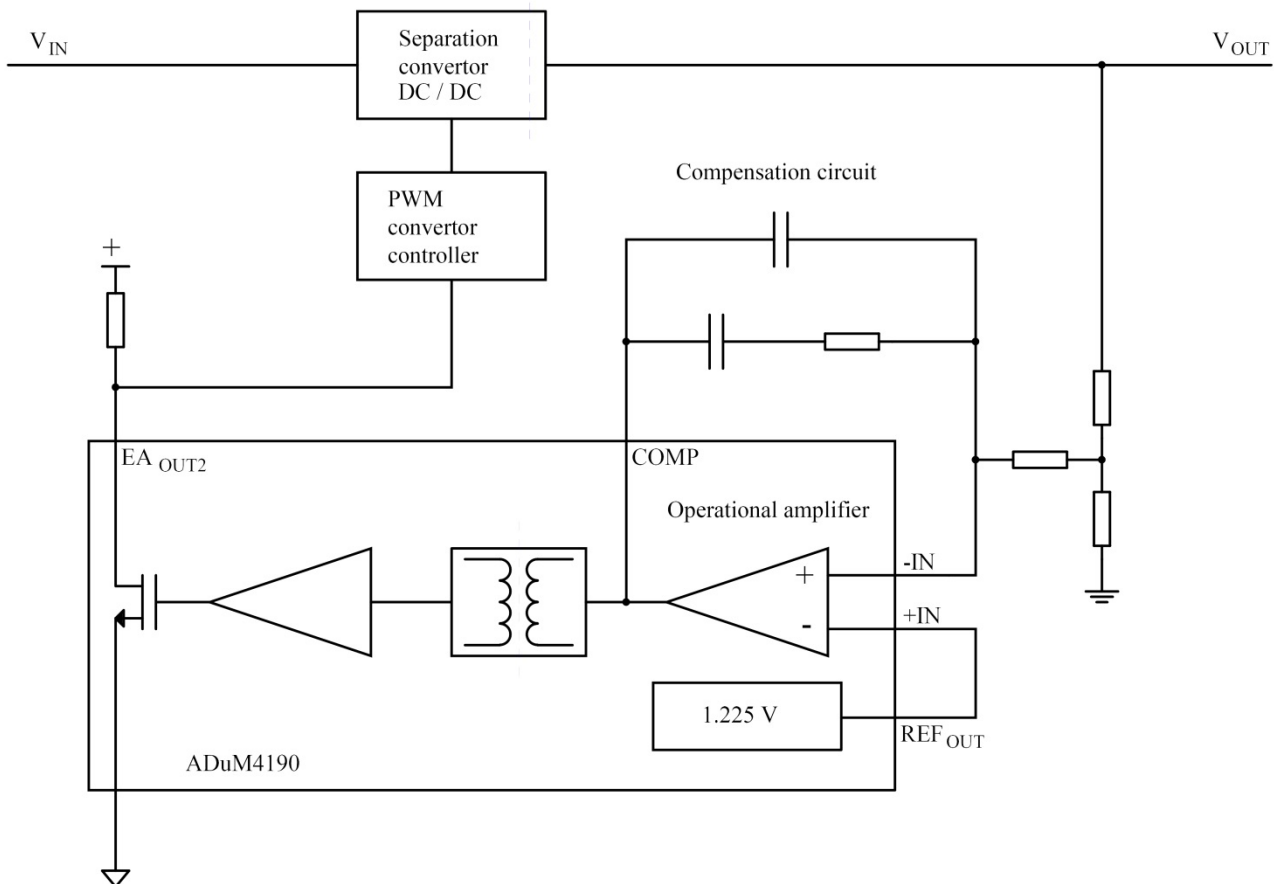 V_IN
Separation
convertor
DC / DC
V_OUT
PWM
convertor
controller
Compensation circuit
+
EA_OUT2
COMP
Operational amplifier
+
-IN
-
+IN
1.225 V
REF_OUT
ADuM4190